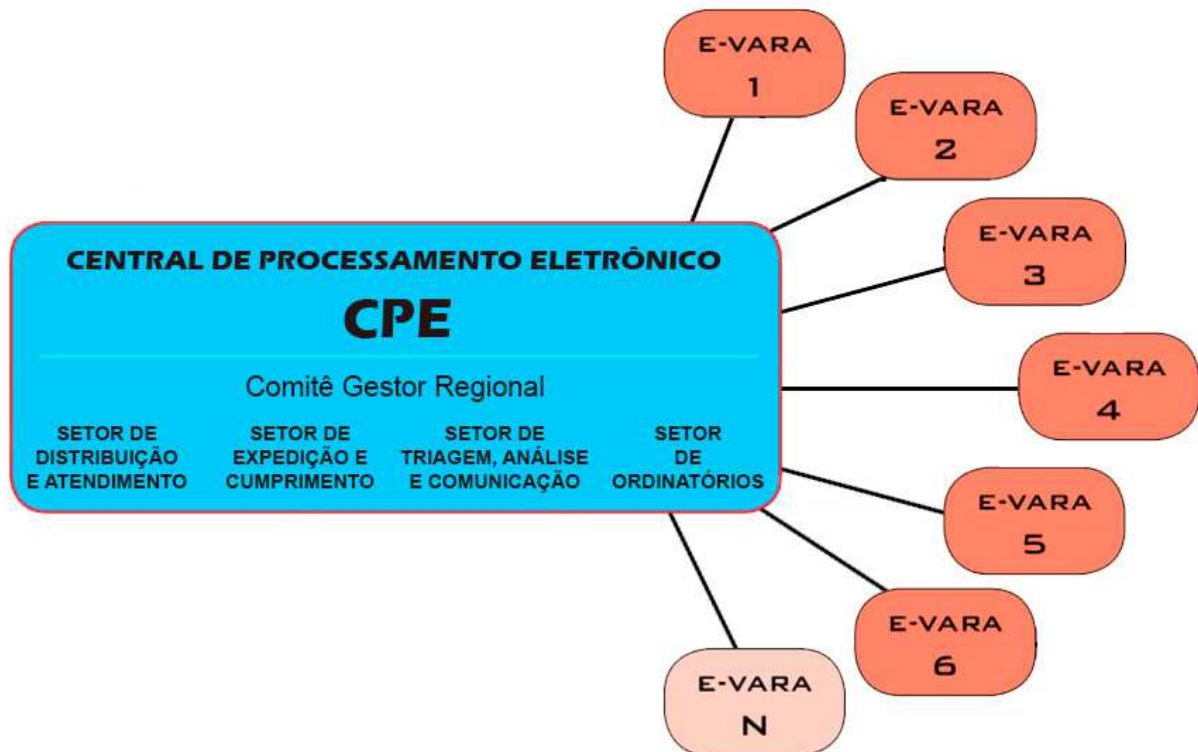 E-VARA
1
E-VARA
2
E-VARA
3
CENTRAL DE PROCESSAMENTO ELETRÔNICO
CPE
Comitê Gestor Regional
SETOR DE
DISTRIBUIÇÃO
E ATENDIMENTO
SETOR DE
EXPEDIÇÃO E
CUMPRIMENTO
SETOR DE
TRIAGEM, ANÁLISE
E COMUNICAÇÃO
SETOR
DE
ORDINATÓRIOS
E-VARA
4
E-VARA
5
E-VARA
6
E-VARA
N